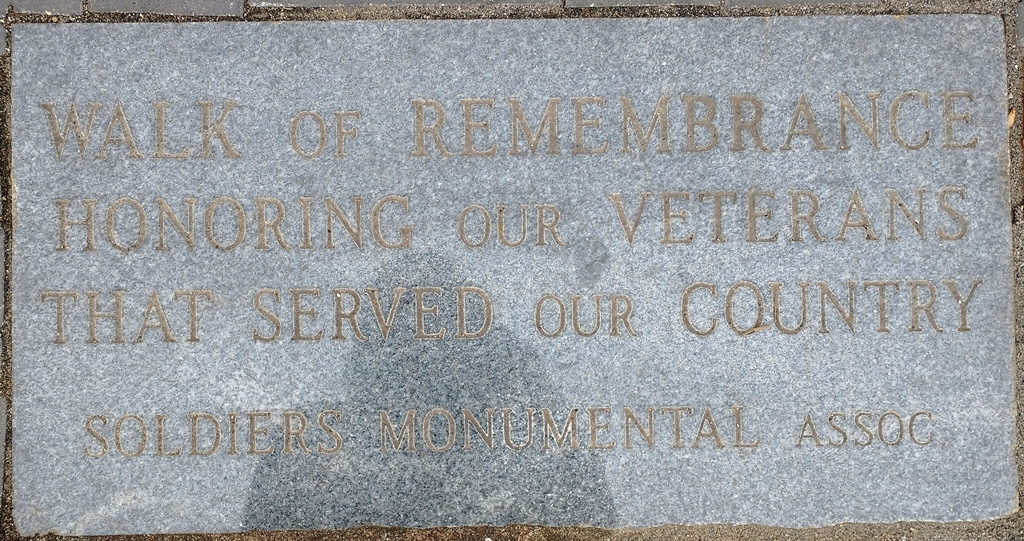 WALK OF REMEMBRANCE
HONORING OUR VETERANS
THAT SERVED OUR COUNTRY
SOLDIERS MONUMENTAL ASSOC.